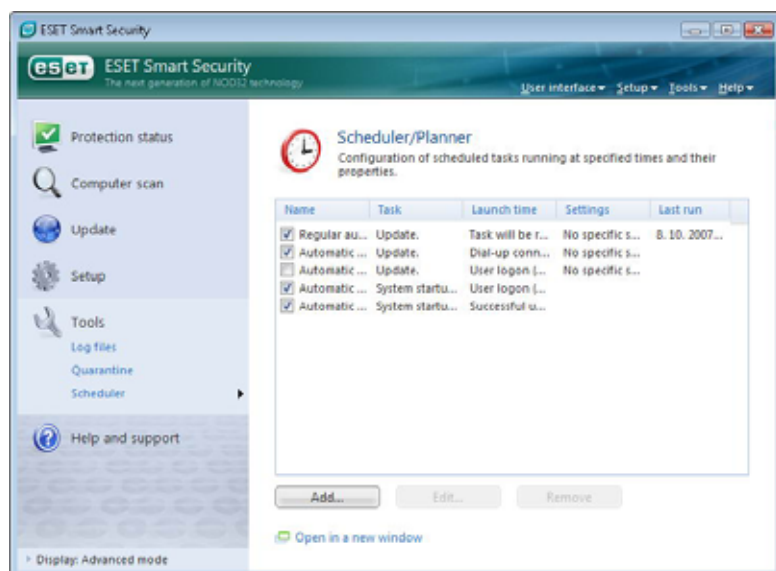 ESET Smart Security
eset ESET Smart Security
The next generation of NOD32 technology
User interface Setup Tools Help
Protection status
Computer scan
Update
Setup
Tools
Log files
Quarantine
Scheduler
Help and support
Display: Advanced mode
Scheduler/Planner
Configuration of scheduled tasks running at specified times and their
properties.
Name Task Launch time Settings Last run
Regular au... Update. Task will be r... No specific s... 8. 10. 2007...
Automatic ... Update. Dial-up conn... No specific s...
Automatic ... Update. User logon (... No specific s...
Automatic ... System startu... User logon (...
Automatic ... System startu... Successful u...
Add... Edit... Remove
Open in a new window